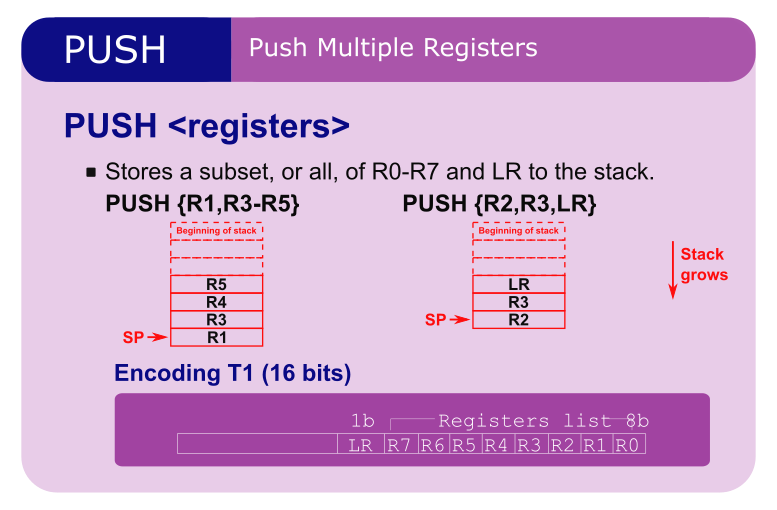 PUSH
Push Multiple Registers
PUSH <registers>
Stores a subset, or all, of R0-R7 and LR to the stack.
PUSH {R1,R3-R5}
Beginning of stack
R5
R4
R3
SP
R1
PUSH {R2,R3,LR}
Beginning of stack
LR
R3
SP
R2
Stack
grows
Encoding T1 (16 bits)
1b Registers list 8b
LR R7 R6 R5 R4 R3 R2 R1 R0